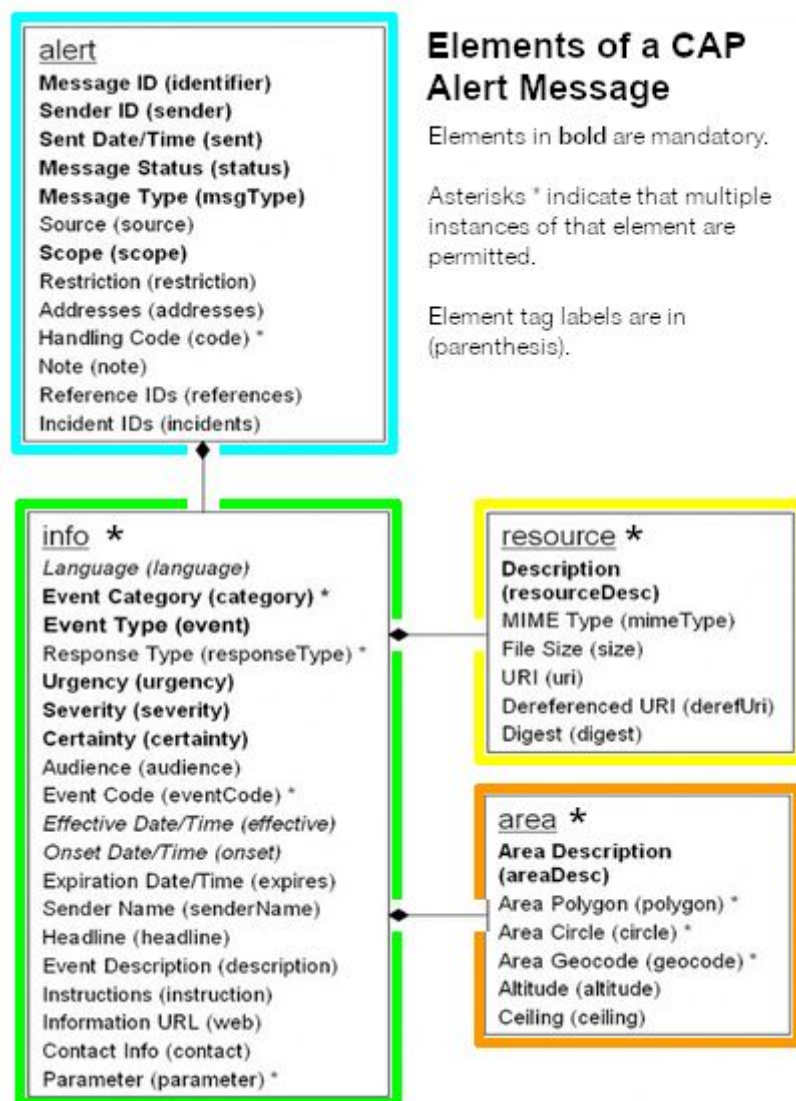 alert
Message ID (identifier)
Sender ID (sender)
Sent Date/Time (sent)
Message Status (status)
Message Type (msgType)
Source (source)
Scope (scope)
Restriction (restriction)
Addresses (addresses)
Handling Code (code) *
Note (note)
Reference IDs (references)
Incident IDs (incidents)
Elements of a CAP
Alert Message
Elements in bold are mandatory.
Asterisks * indicate that multiple
instances of that element are
permitted.
Element tag labels are in
(parenthesis).
info *
Language (language)
Event Category (category) *
Event Type (event)
Response Type (responseType) *
Urgency (urgency)
Severity (severity)
Certainty (certainty)
Audience (audience)
Event Code (eventCode) *
Effective Date/Time (effective)
Onset Date/Time (onset)
Expiration Date/Time (expires)
Sender Name (senderName)
Headline (headline)
Event Description (description)
Instructions (instruction)
Information URL (web)
Contact Info (contact)
Parameter (parameter) *
resource *
Description
(resourceDesc)
MIME Type (mimeType)
File Size (size)
URI (uri)
Dereferenced URI (derefUri)
Digest (digest)
area *
Area Description
(areaDesc)
Area Polygon (polygon) *
Area Circle (circle) *
Area Geocode (geocode) *
Altitude (altitude)
Ceiling (ceiling)